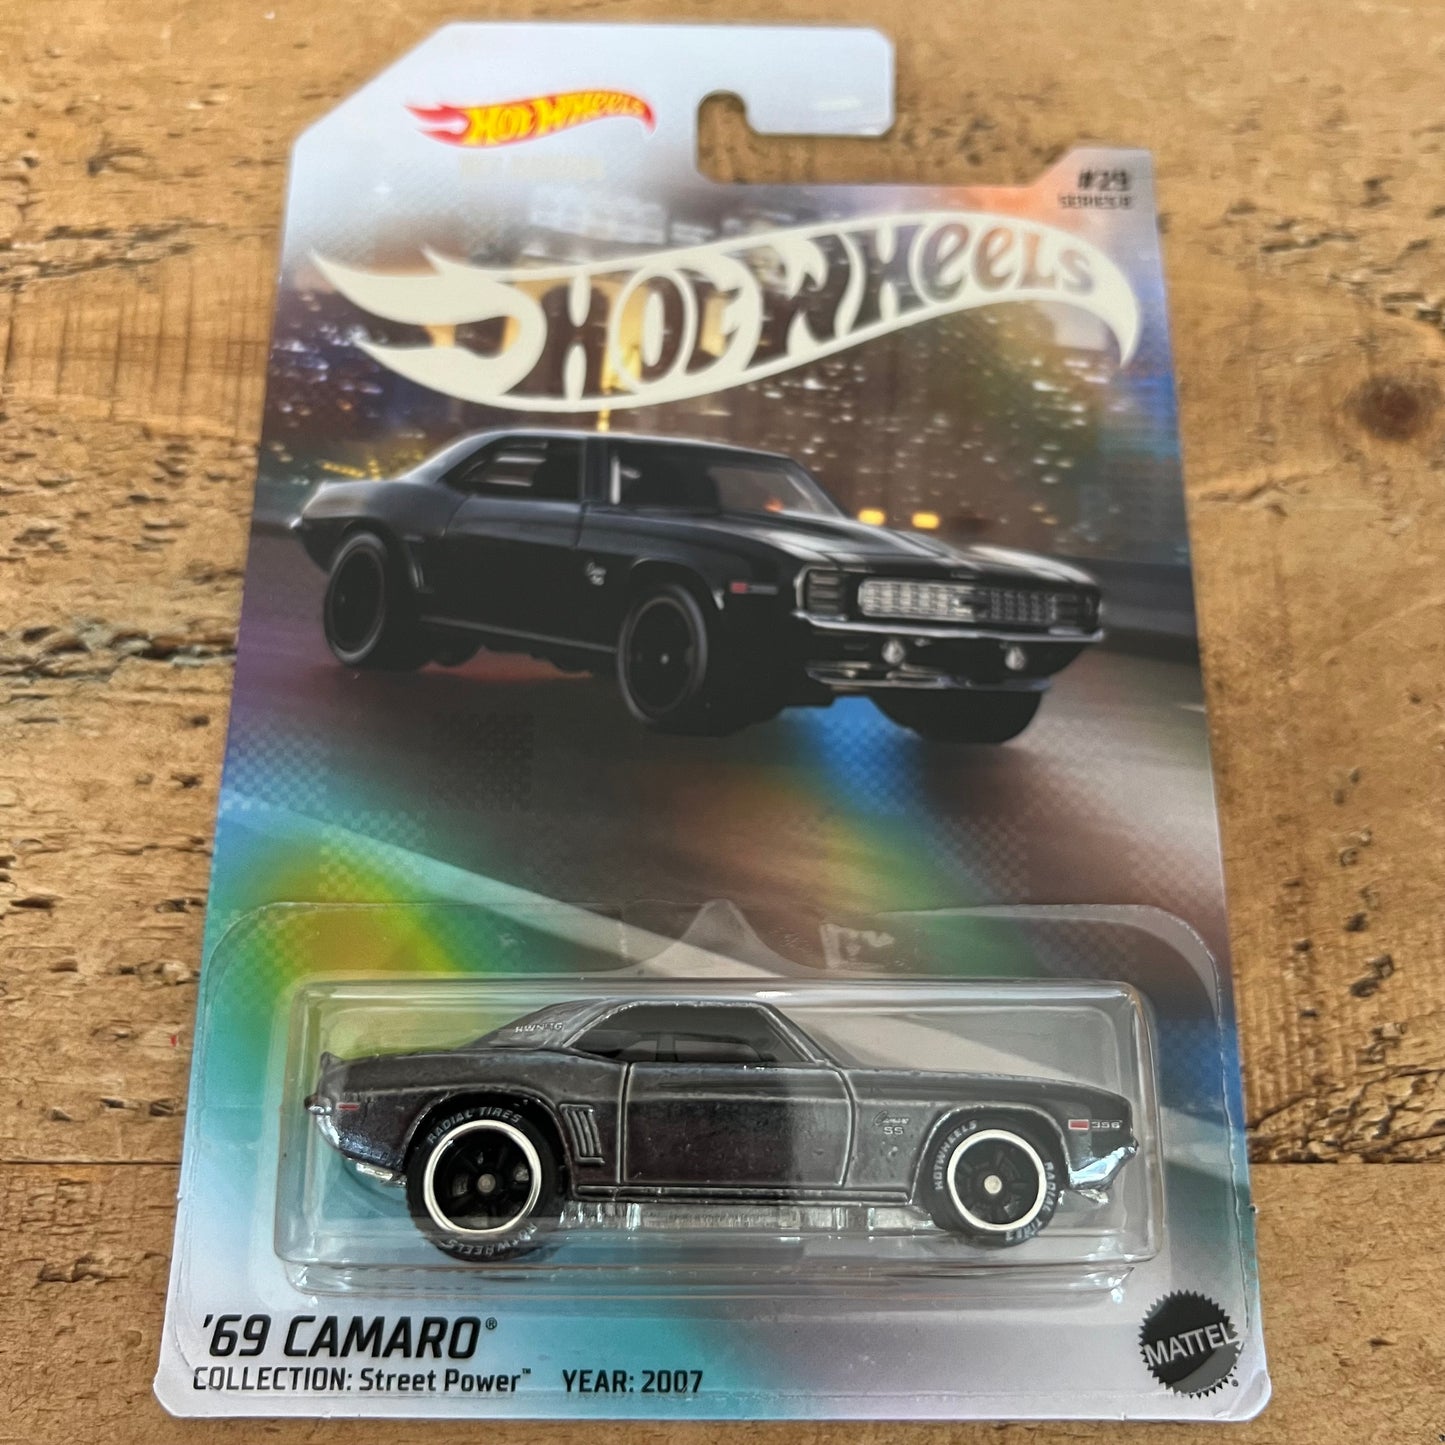 HOT WHEELS
#29
SERIES 8
HOT WHEELS
RADIAL TIRES
HOTWHEELS
Camaro
SS
396
RADIAL TIRES
HOTWHEELS
'69 CAMARO®
COLLECTION: Street Power™ YEAR: 2007
MATTEL